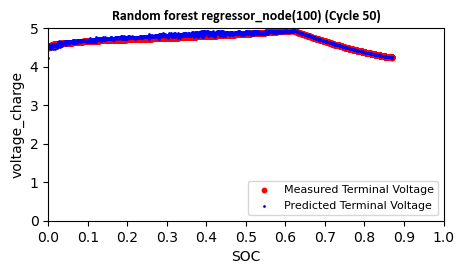 Random forest regressor_node(100) (Cycle 50)
voltage_charge
5
4
3
2
1
0
Measured Terminal Voltage
Predicted Terminal Voltage
0.0 0.1 0.2 0.3 0.4 0.5 0.6 0.7 0.8 0.9 1.0
SOC